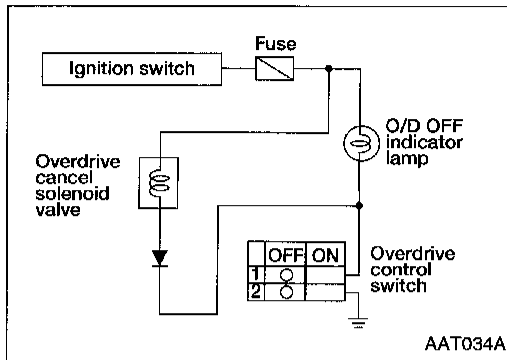 Fuse
Ignition switch
O/D OFF
indicator
lamp
Overdrive
cancel
solenoid
valve
OFF ON
1
2
Overdrive
control
switch
AAT034A